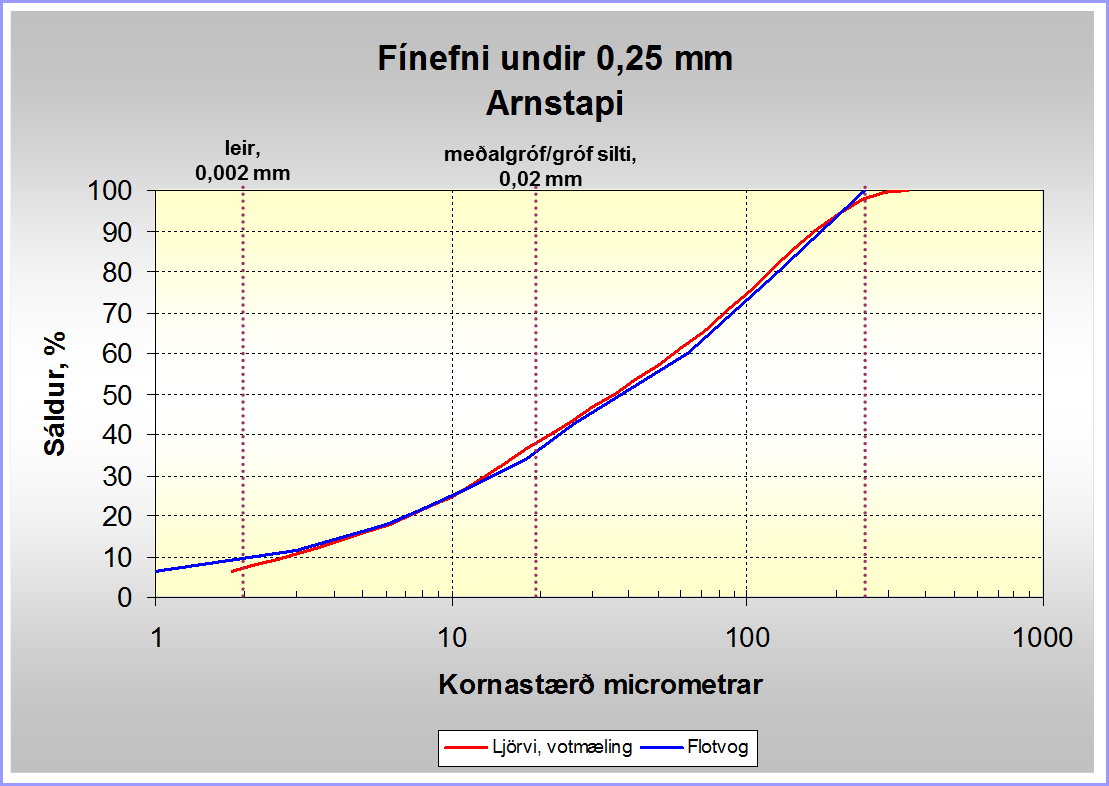 Fínefni undir 0,25 mm
Arnstapi
leir,
0,002 mm
meðalgróf/gróf silti,
0,02 mm
100
90
80
70
60
50
40
30
20
10
0
Sáldur, %
1 10 100 1000
Kornastærð micrometrar
Ljörvi, votmæling Flotvog